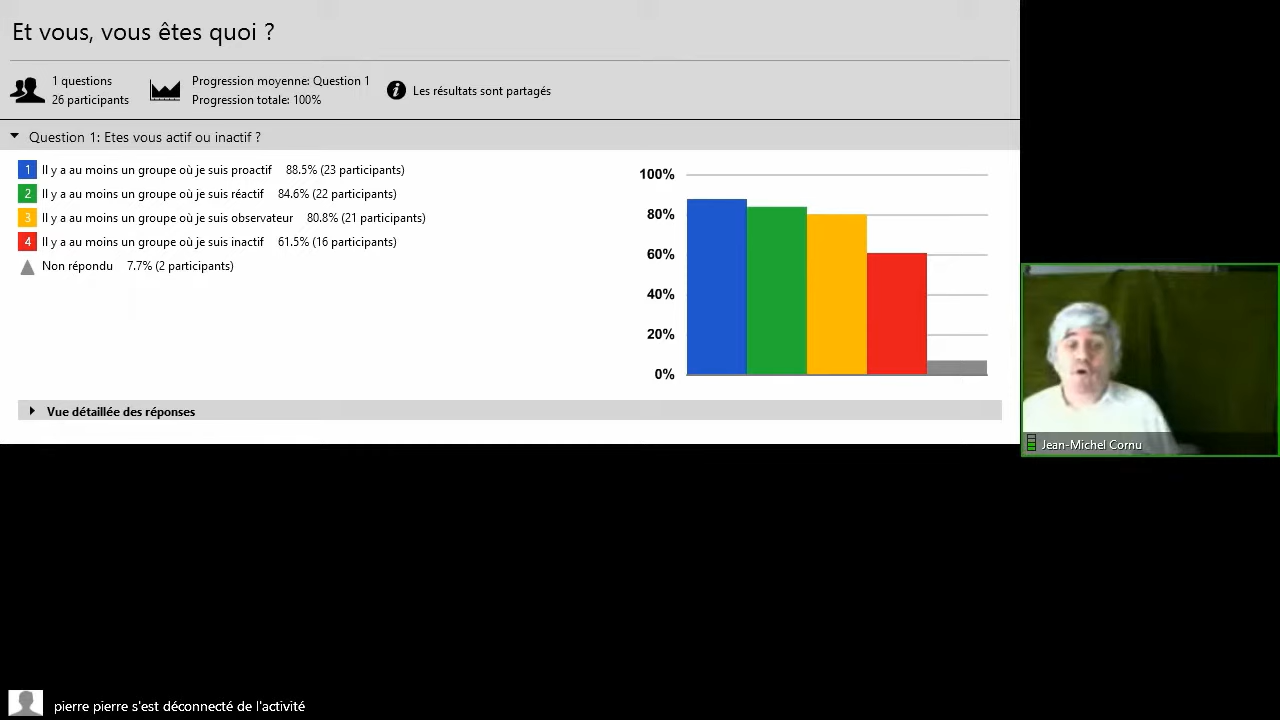 Et vous, vous êtes quoi ?
1 questions
26 participants
Progression moyenne: Question 1
Progression totale: 100%
Les résultats sont partagés
Question 1: Etes vous actif ou inactif ?
1 Il y a au moins un groupe où je suis proactif 88.5% (23 participants)
2 Il y a au moins un groupe où je suis réactif 84.6% (22 participants)
3 Il y a au moins un groupe où je suis observateur 80.8% (21 participants)
4 Il y a au moins un groupe où je suis inactif 61.5% (16 participants)
Non répondu 7.7% (2 participants)
100%
80%
60%
40%
20%
0%
Vue détaillée des réponses
Jean-Michel Cornu
pierre pierre s'est déconnecté de l'activité